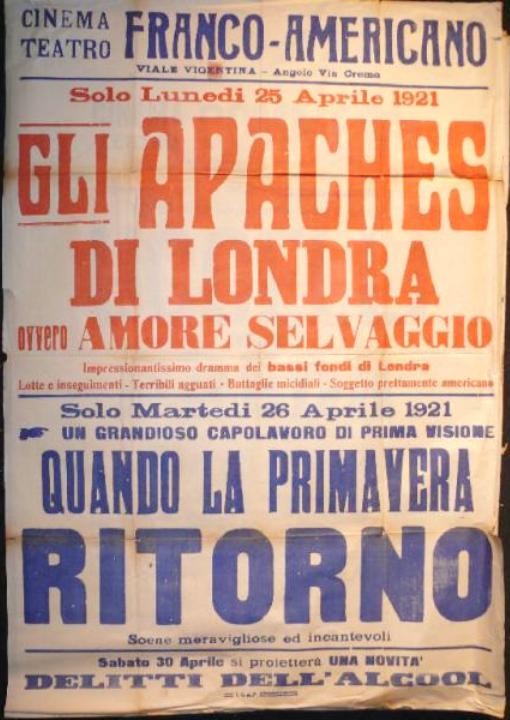 CINEMA TEATRO FRANCO-AMERICANO
VIALE VIGENTINA - Angolo Via Crema
Solo Lunedi 25 Aprile 1921
GLI APACHES
DI LONDRA
ovvero AMORE SELVAGGIO
Impressionantissimo dramma dei bassi fondi di Londra
Lotte e inseguimenti - Terribili agguati - Battaglie micidiali - Soggetto prettamente americano
Solo Martedi 26 Aprile 1921
UN GRANDIOSO CAPOLAVORO DI PRIMA VISIONE
QUANDO LA PRIMAVERA
RITORNO
Scene meravigliose ed incantevoli
Sabato 30 Aprile si proietterà UNA NOVITA'
DELITTI DELL'ALCOOL